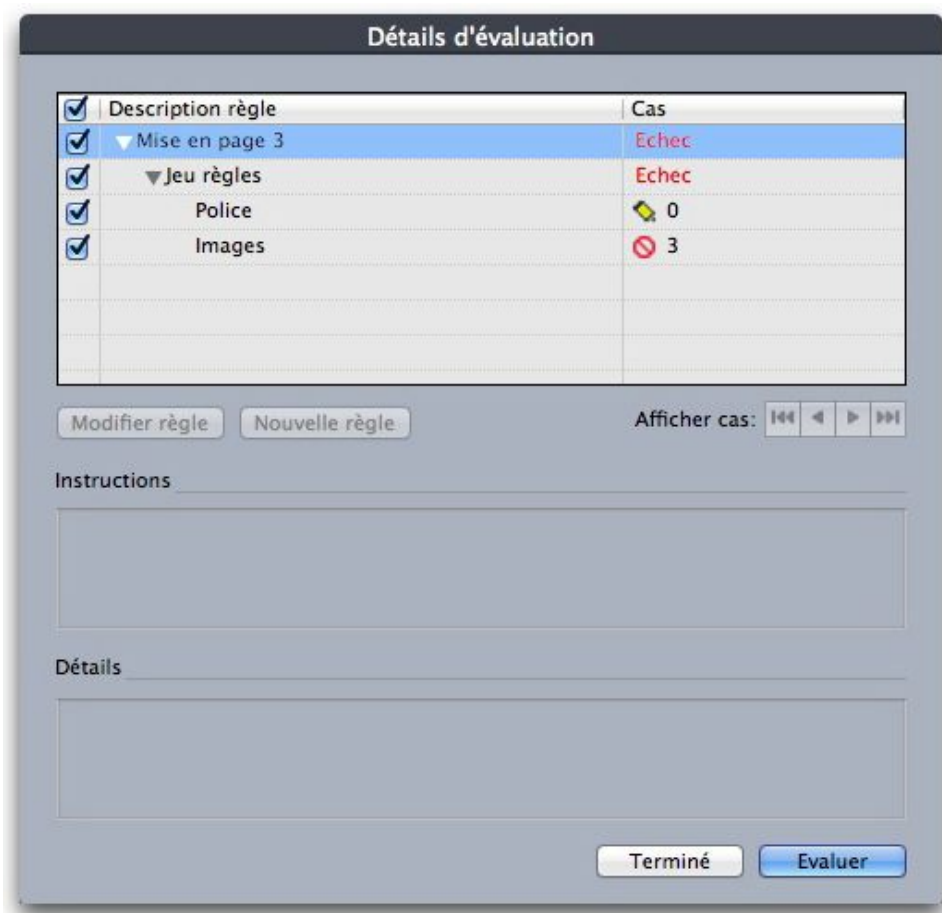 Détails d'évaluation
Description règle Cas
Mise en page 3 Echec
Jeu règles Echec
Police 0
Images 3
Modifier règle Nouvelle règle Afficher cas:
Instructions
Détails
Terminé Evaluer